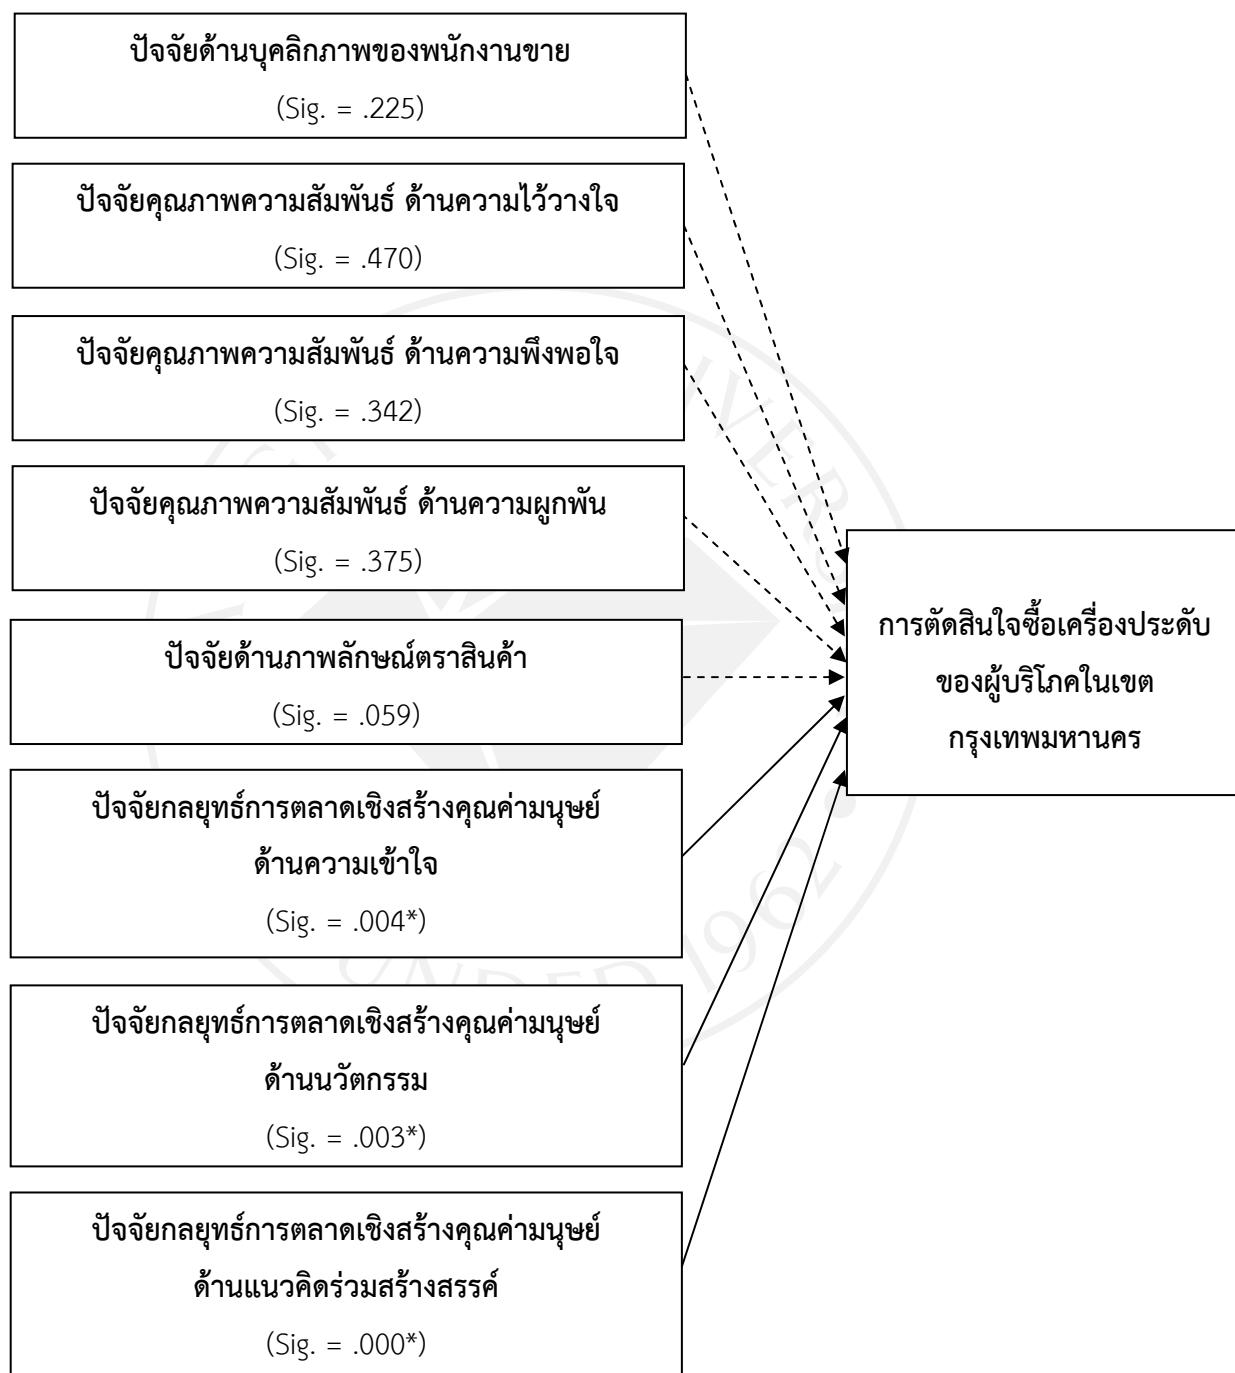 ปัจจัยด้านบุคลิกภาพของพนักงานขาย
(Sig. = .225)
ปัจจัยคุณภาพความสัมพันธ์ ด้านความไว้วางใจ
(Sig. = .470)
ปัจจัยคุณภาพความสัมพันธ์ ด้านความพึงพอใจ
(Sig. = .342)
ปัจจัยคุณภาพความสัมพันธ์ ด้านความผูกพัน
(Sig. = .375)
ปัจจัยด้านภาพลักษณ์ตราสินค้า
(Sig. = .059)
ปัจจัยกลยุทธ์การตลาดเชิงสร้างคุณค่ามนุษย์
ด้านความเข้าใจ
(Sig. = .004*)
ปัจจัยกลยุทธ์การตลาดเชิงสร้างคุณค่ามนุษย์
ด้านนวัตกรรม
(Sig. = .003*)
ปัจจัยกลยุทธ์การตลาดเชิงสร้างคุณค่ามนุษย์
ด้านแนวคิดร่วมสร้างสรรค์
(Sig. = .000*)
การตัดสินใจซื้อเครื่องประดับ
ของผู้บริโภคในเขต
กรุงเทพมหานคร
1962